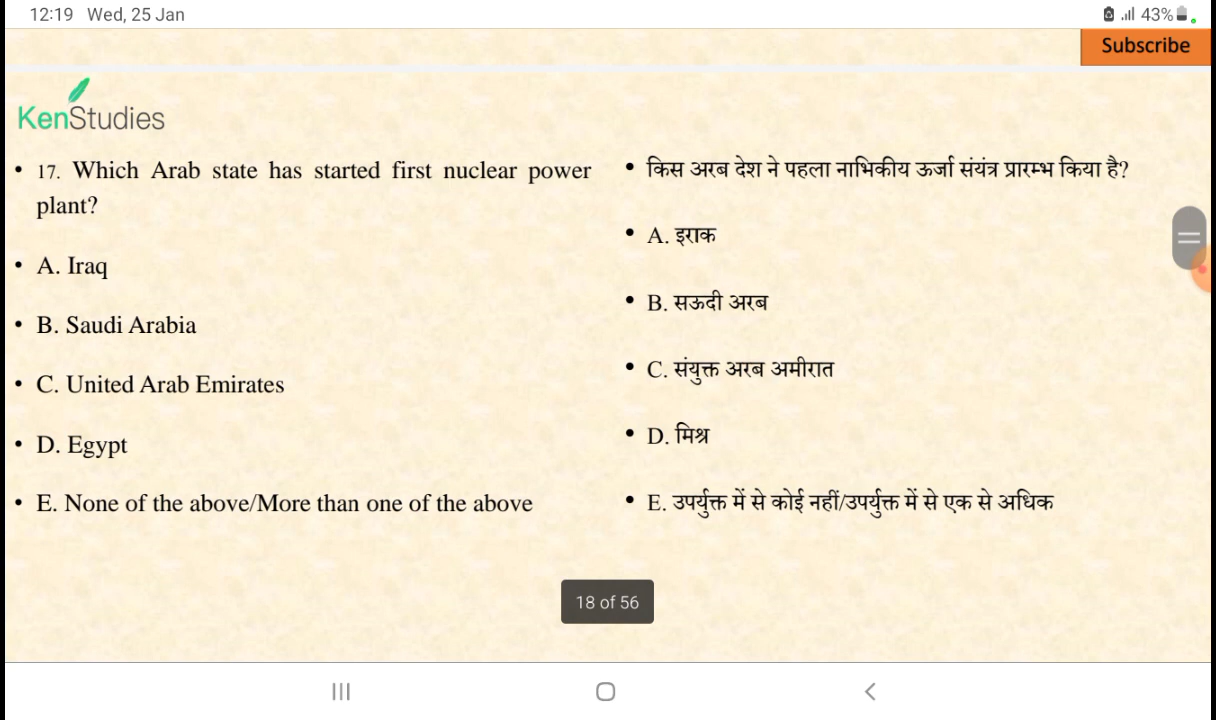 12:19 Wed, 25 Jan
43%
Subscribe
KenStudies
• 17. Which Arab state has started first nuclear power
plant?
• A. Iraq
• B. Saudi Arabia
• C. United Arab Emirates
• D. Egypt
• E. None of the above/More than one of the above
• किस अरब देश ने पहला नाभिकीय ऊर्जा संयंत्र प्रारम्भ किया है?
• A. इराक
• B. सऊदी अरब
• C. संयुक्त अरब अमीरात
• D. मिश्र
• E. उपर्युक्त में से कोई नहीं/उपर्युक्त में से एक से अधिक
18 of 56